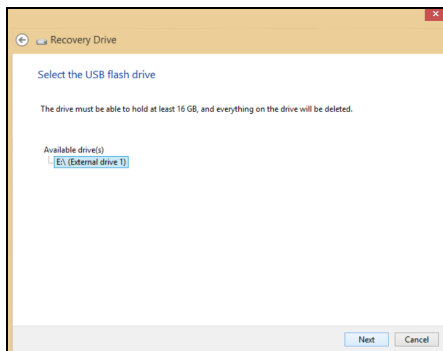 Recovery Drive
Select the USB flash drive
The drive must be able to hold at least 16 GB, and everything on the drive will be deleted.
Available drive(s)
E:\ (External drive 1)
Next Cancel